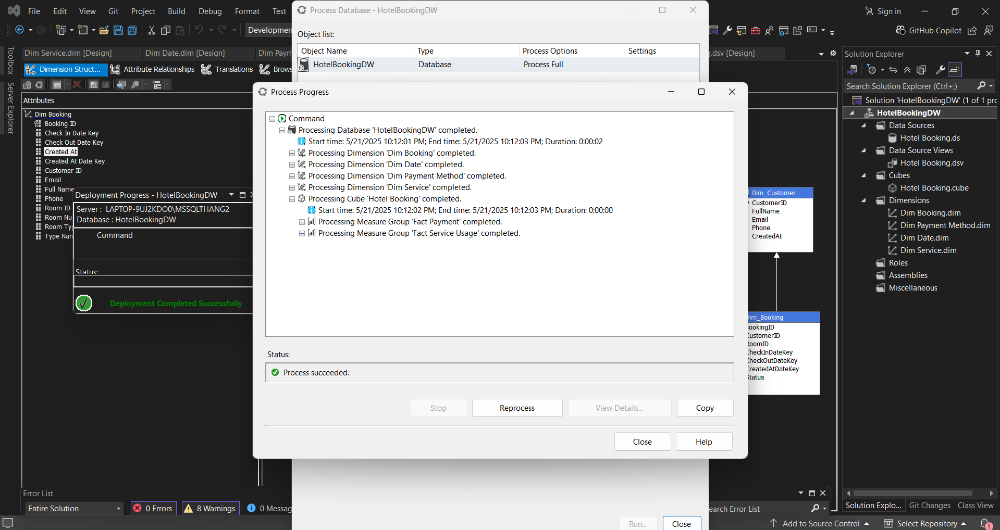 File Edit View Git Project Build Debug Format Test
Process Database - HotelBookingDW
Sign in
Developmen
GitHub Copilot
Object list:
Object Name Type Process Options Settings
HotelBookingDW Database Process Full
Toolbox
Server Explorer
Dim Service.dim [Design] Dim Date.dim [Design] Dim Paym
g.dsv [Design]
Dimension Struct... Attribute Relationships Translations Brows
Attributes
Dim Booking
Booking ID
Check In Date Key
Check Out Date Key
Created At
Created At Date Key
Customer ID
Email
Full Name
Phone
Room ID
Room Nu
Room Typ
Type Nan
Deployment Progress - HotelBookingDW
Server : LAPTOP-9UJ2KDO0\MSSQLTHANG2
Database : HotelBookingDW
Command
Status:
Deployment Completed Successfully
Process Progress
Command
Processing Database 'HotelBookingDW' completed.
Start time: 5/21/2025 10:12:01 PM; End time: 5/21/2025 10:12:03 PM; Duration: 0:00:02
Processing Dimension 'Dim Booking' completed.
Processing Dimension 'Dim Date' completed.
Processing Dimension 'Dim Payment Method' completed.
Processing Dimension 'Dim Service' completed.
Processing Cube 'Hotel Booking' completed.
Start time: 5/21/2025 10:12:02 PM; End time: 5/21/2025 10:12:03 PM; Duration: 0:00:00
Processing Measure Group 'Fact Payment' completed.
Processing Measure Group 'Fact Service Usage' completed.
Status:
Process succeeded.
Stop Reprocess View Details... Copy
Close Help
Run... Close
Dim_Customer
CustomerID
FullName
Email
Phone
CreatedAt
Dim_Booking
BookingID
CustomerID
RoomID
CheckInDateKey
CheckOutDateKey
CreatedAtDateKey
Status
Solution Explorer
Search Solution Explorer (Ctrl+;)
Solution 'HotelBookingDW' (1 of 1 prc
HotelBookingDW
Data Sources
Hotel Booking.ds
Data Source Views
Hotel Booking.dsv
Cubes
Hotel Booking.cube
Dimensions
Dim Booking.dim
Dim Payment Method.dim
Dim Date.dim
Dim Service.dim
Roles
Assemblies
Miscellaneous
Error List
Entire Solution 0 Errors 8 Warnings 0 Messag
earch Error List
Solution Explo... Git Changes Class View
Add to Source Control Select Repository 1